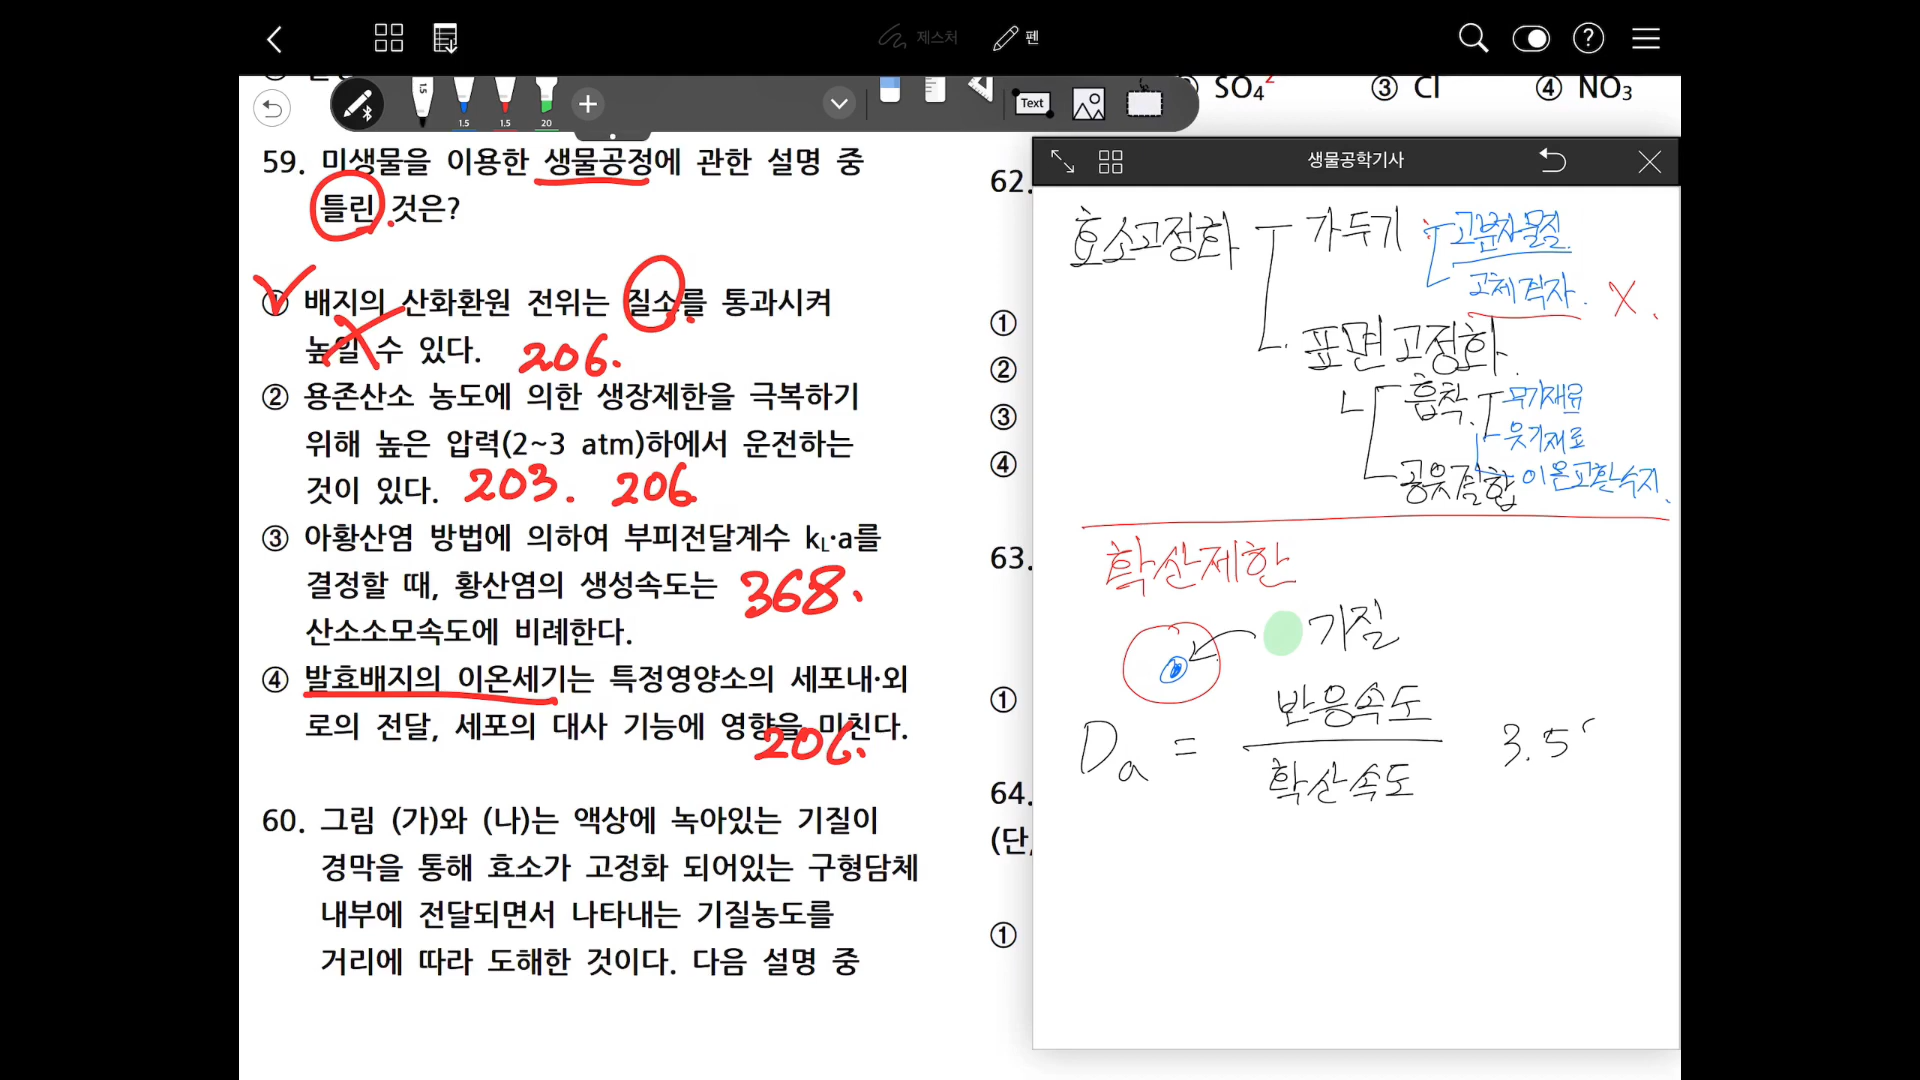 제스처
펜
SO₄²
③ Cl
④ NO₃
1.5
1.5
1.5
20
Text
59. 미생물을 이용한 생물공정에 관한 설명 중
틀린 것은?
① 배지의 산화환원 전위는 질소를 통과시켜
높일 수 있다. 206.
② 용존산소 농도에 의한 생장제한을 극복하기
위해 높은 압력(2~3 atm)하에서 운전하는
것이 있다. 203. 206
③ 아황산염 방법에 의하여 부피전달계수 kL·a를
결정할 때, 황산염의 생성속도는 368.
산소소모속도에 비례한다.
④ 발효배지의 이온세기는 특정영양소의 세포내·외
로의 전달, 세포의 대사 기능에 영향을 미친다.
206.
60. 그림 (가)와 (나)는 액상에 녹아있는 기질이
경막을 통해 효소가 고정화 되어있는 구형담체
내부에 전달되면서 나타내는 기질농도를
거리에 따라 도해한 것이다. 다음 설명 중
62.
①
②
③
④
63.
①
64.
(단,
①
생물공학기사
효소고정화
가두기
고분자물질.
고체격자. X.
표면고정화.
흡착.
무기재료
유기재료
이온교환수지.
공유결합
확산제한
기질
Da = 반응속도
확산속도
3.5